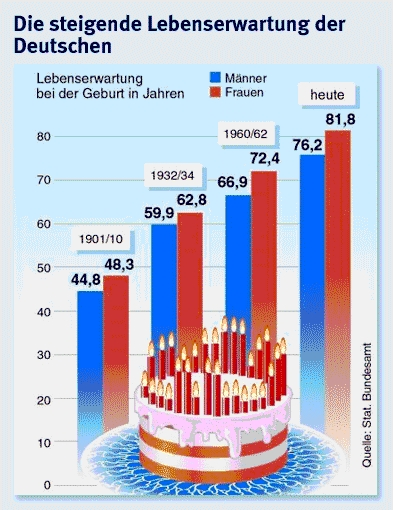 Die steigende Lebenserwartung der
Deutschen
Lebenserwartung
bei der Geburt in Jahren
Männer
Frauen
heute
81,8
1960/62
76,2
72,4
1932/34
66,9
62,8
59,9
1901/10
48,3
44,8
80
70
60
50
40
30
20
10
0
Quelle: Stat. Bundesamt